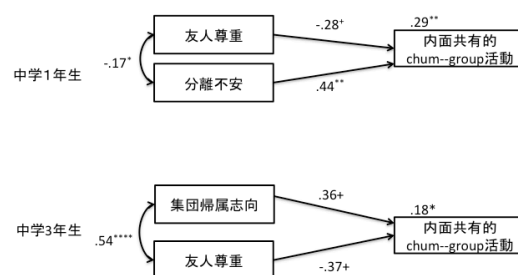 友人尊重
-.28⁺
.29**
内面共有的
chum--group活動
中学1年生
-.17*
分離不安
.44**
集団帰属志向
.36+
.18*
内面共有的
chum--group活動
中学3年生
.54****
友人尊重
-.37+